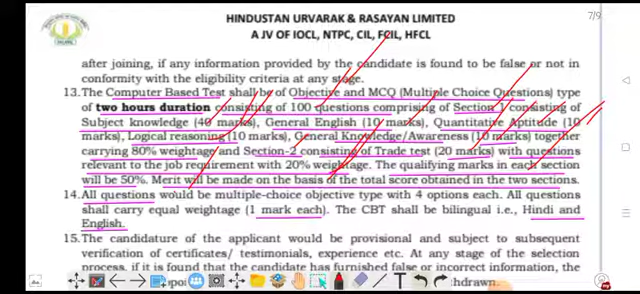 HINDUSTAN URVARAK & RASAYAN LIMITED
7/9
A JV OF IOCL, NTPC, CIL, FCIL, HFCL
after joining, if any information provided by the candidate is found to be false or not in
conformity with the eligibility criteria at any stage.
13. The Computer Based Test shall be of Objective and MCQ (Multiple Choice Questions) type
of two hours duration consisting of 100 questions comprising of Section 1 consisting of
Subject knowledge (40 marks), General English (10 marks), Quantitative Aptitude (10
marks), Logical reasoning (10 marks), General Knowledge/Awareness (10 marks) together
carrying 80% weightage and Section-2 consisting of Trade test (20 marks) with questions
relevant to the job requirement with 20% weightage. The qualifying marks in each section
will be 50%. Merit will be made on the basis of the total score obtained in the two sections.
14. All questions would be multiple-choice objective type with 4 options each. All questions
shall carry equal weightage (1 mark each). The CBT shall be bilingual i.e., Hindi and
English.
15. The candidature of the applicant would be provisional and subject to subsequent
verification of certificates/ testimonials, experience etc. At any stage of the selection
process, if it is found that the candidate has furnished false or incorrect information, the